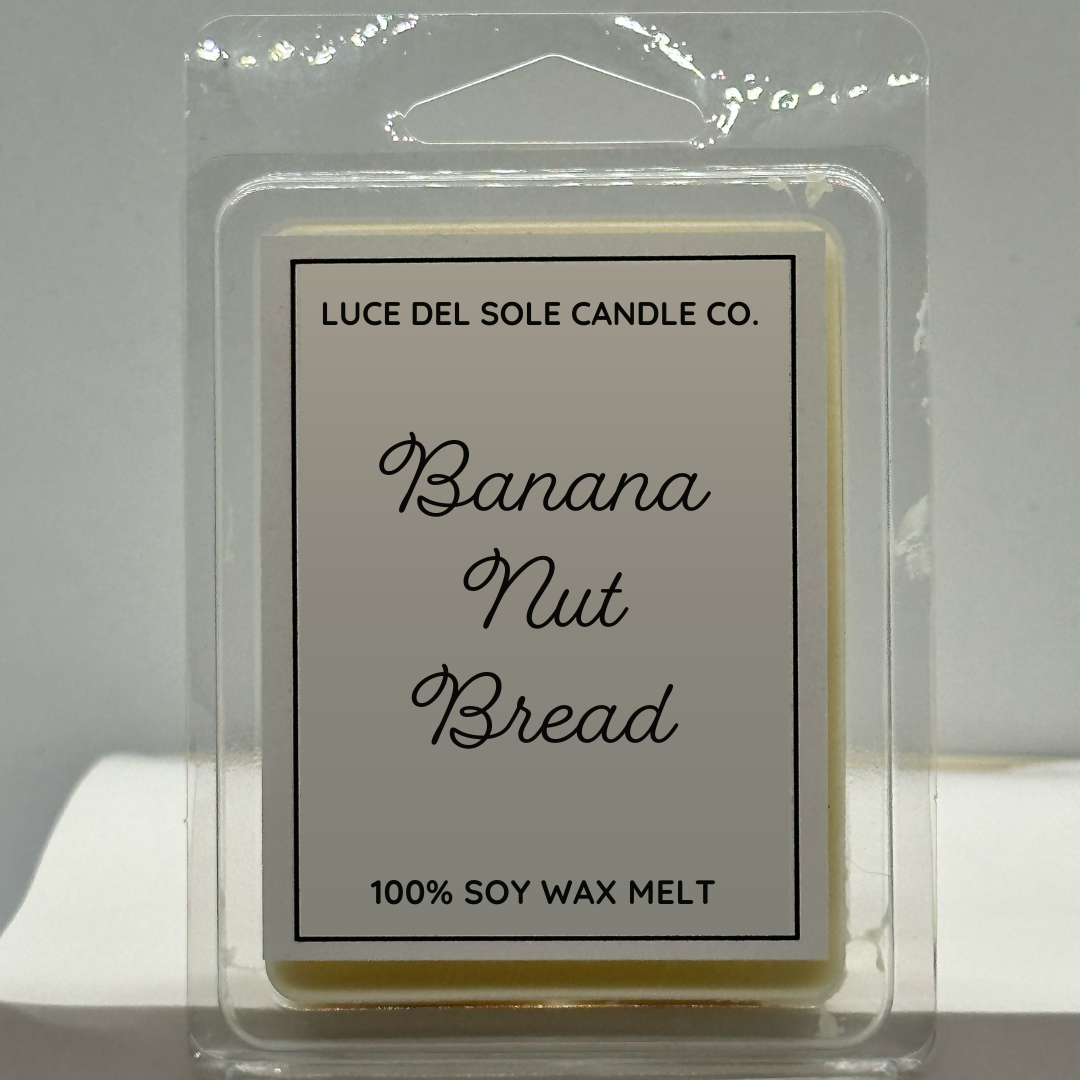 LUCE DEL SOLE CANDLE CO.
Banana
Nut
Bread
100% SOY WAX MELT